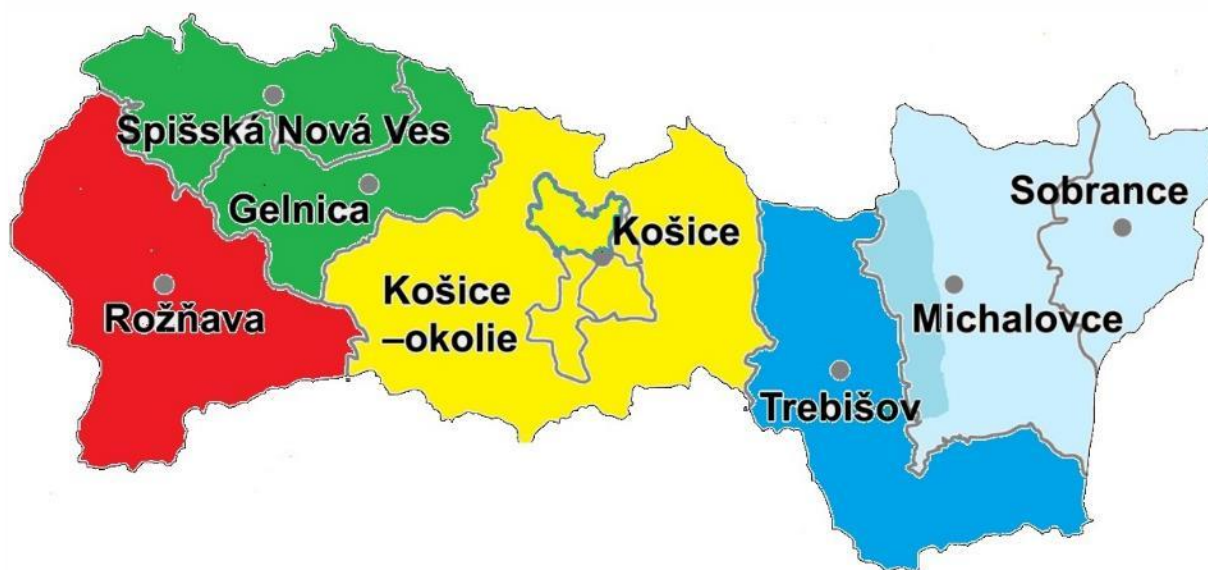 Spišská Nová Ves
Gelnica
Rožňava
Košice
Košice
–okolie
Trebišov
Michalovce
Sobrance